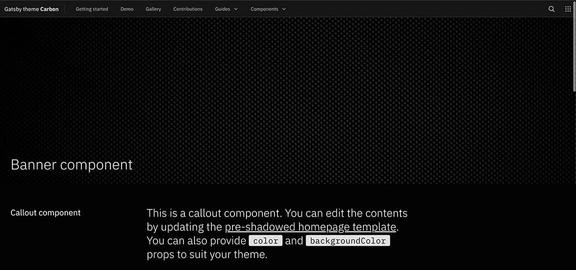 Gatsby theme Carbon Getting started Demo Gallery Contributions Guides Components
Banner component
Callout component
This is a callout component. You can edit the contents
by updating the pre-shadowed homepage template.
You can also provide color and backgroundColor
props to suit your theme.